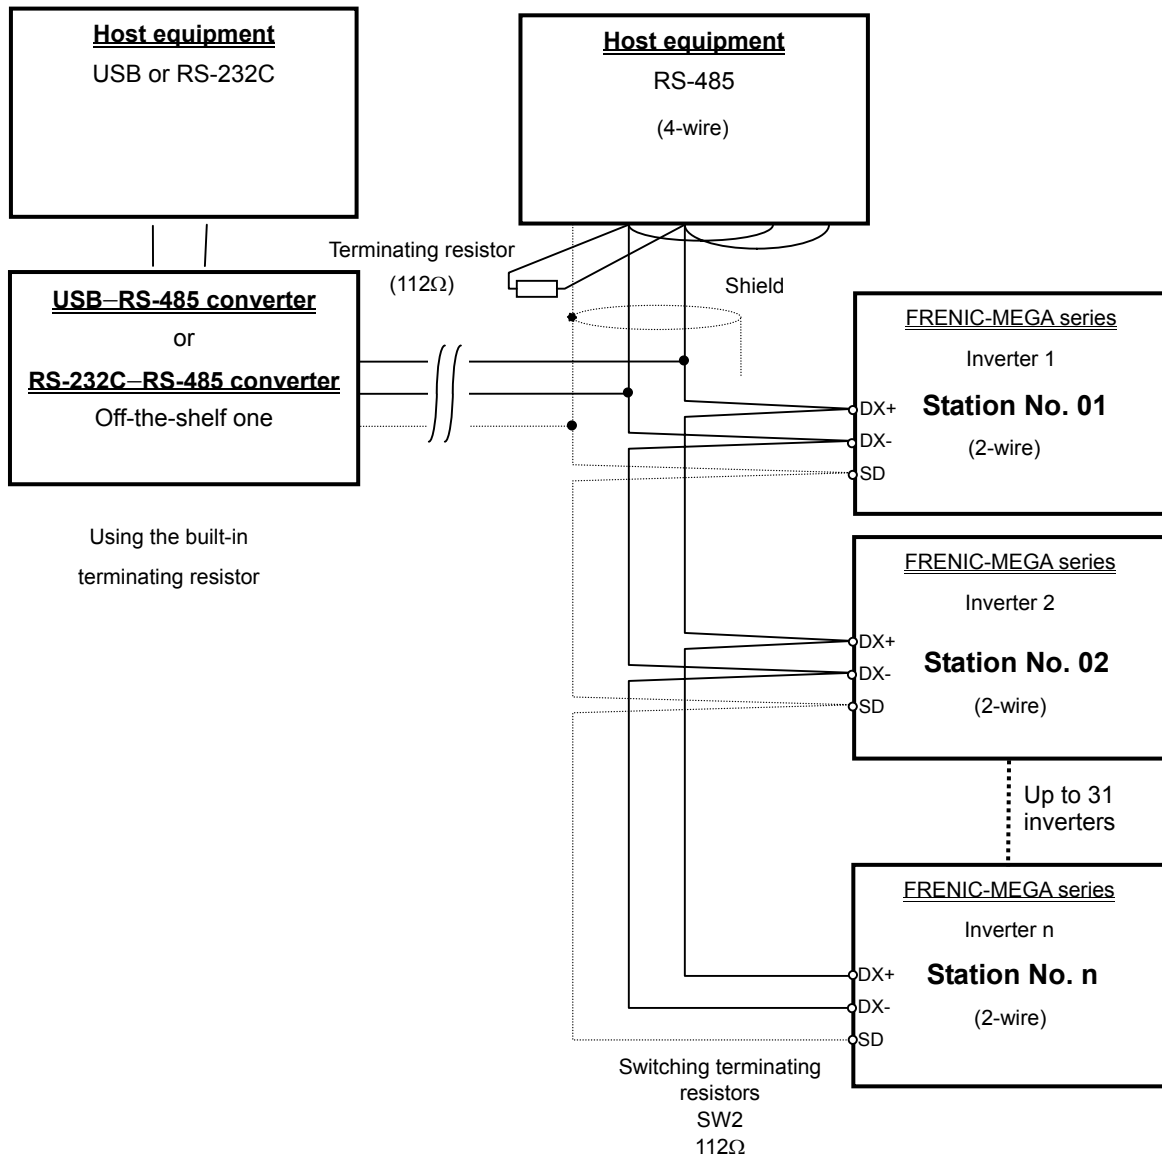 Host equipment
USB or RS-232C
Host equipment
RS-485
(4-wire)
Terminating resistor
(112Ω)
Shield
USB−RS-485 converter
or
RS-232C−RS-485 converter
Off-the-shelf one
Using the built-in
terminating resistor
FRENIC-MEGA series
Inverter 1
DX+
Station No. 01
DX-
(2-wire)
SD
FRENIC-MEGA series
Inverter 2
DX+
Station No. 02
DX-
(2-wire)
SD
Up to 31
inverters
FRENIC-MEGA series
Inverter n
DX+
Station No. n
DX-
(2-wire)
SD
Switching terminating
resistors
SW2
112Ω